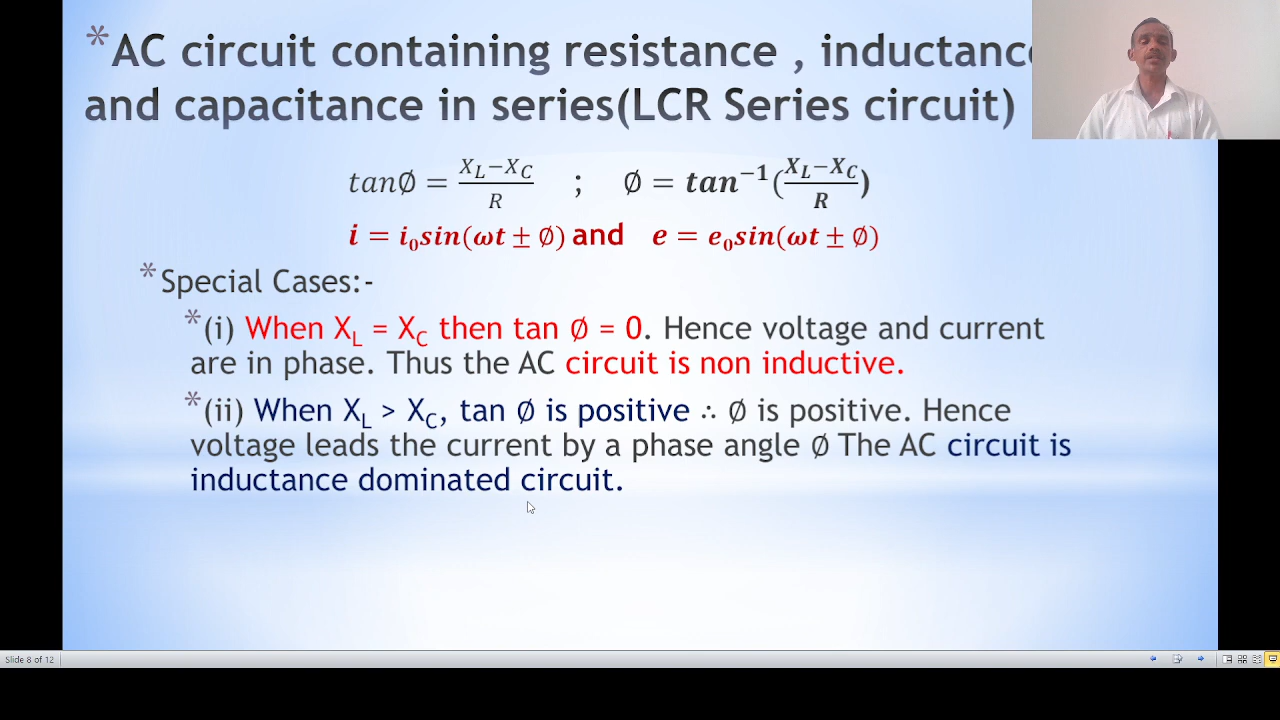 *AC circuit containing resistance , inductance
and capacitance in series(LCR Series circuit)
tanØ = X_L−X_C / R ; Ø = tan⁻¹(X_L−X_C / R)
i = i₀sin(ωt ± Ø) and e = e₀sin(ωt ± Ø)
*Special Cases:-
*(i) When X_L = X_C then tan Ø = 0. Hence voltage and current
are in phase. Thus the AC circuit is non inductive.
*(ii) When X_L > X_C, tan Ø is positive ∴ Ø is positive. Hence
voltage leads the current by a phase angle Ø The AC circuit is
inductance dominated circuit.
Slide 8 of 12